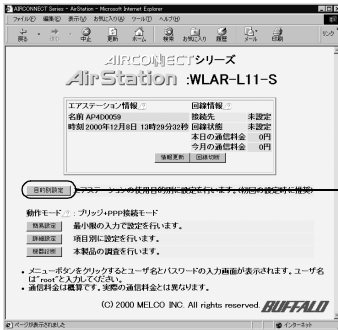 AIRCONNECT Series - AirStation - Microsoft Internet Explorer
ファイル(F) 編集(E) 表示(V) お気に入り(A) ツール(T) ヘルプ(H)
戻る 進む 中止 更新 ホーム 検索 お気に入り 履歴 メール 印刷 リンク
AIRCONNECTシリーズ
AirStation :WLAR-L11-S
エアステーション情報
名前 AP4D0059
時刻 2000年12月8日 13時29分32秒
回線情報
接続先 未設定
回線状態 未設定
本日の通信料金 0円
今月の通信料金 0円
情報更新 回線切断
目的別設定 エアステーションの使用目的別に設定を行います。(初回の設定時に推奨)
動作モード : ブリッジ+PPP接続モード
簡易設定 最小限の入力で設定を行います。
詳細設定 項目別に設定を行います。
機器診断 本製品の調査を行います。
・ メニューボタンをクリックするとユーザ名とパスワードの入力画面が表示されます。ユーザ名
は"root"と入力してください。
・ 通信料金は概算です。実際の通信料金とは異なります。
(C) 2000 MELCO INC. All rights reserved. BUFFALO
ページが表示されました
インターネット